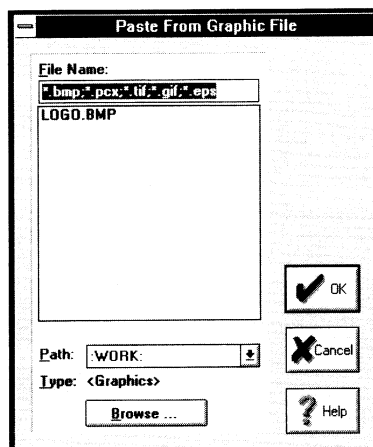 Paste From Graphic File
File Name:
*.bmp;*.pcx;*.tif;*.gif;*.eps
LOGO.BMP
OK
Path: :WORK:
Cancel
Type: <Graphics>
Browse ...
Help